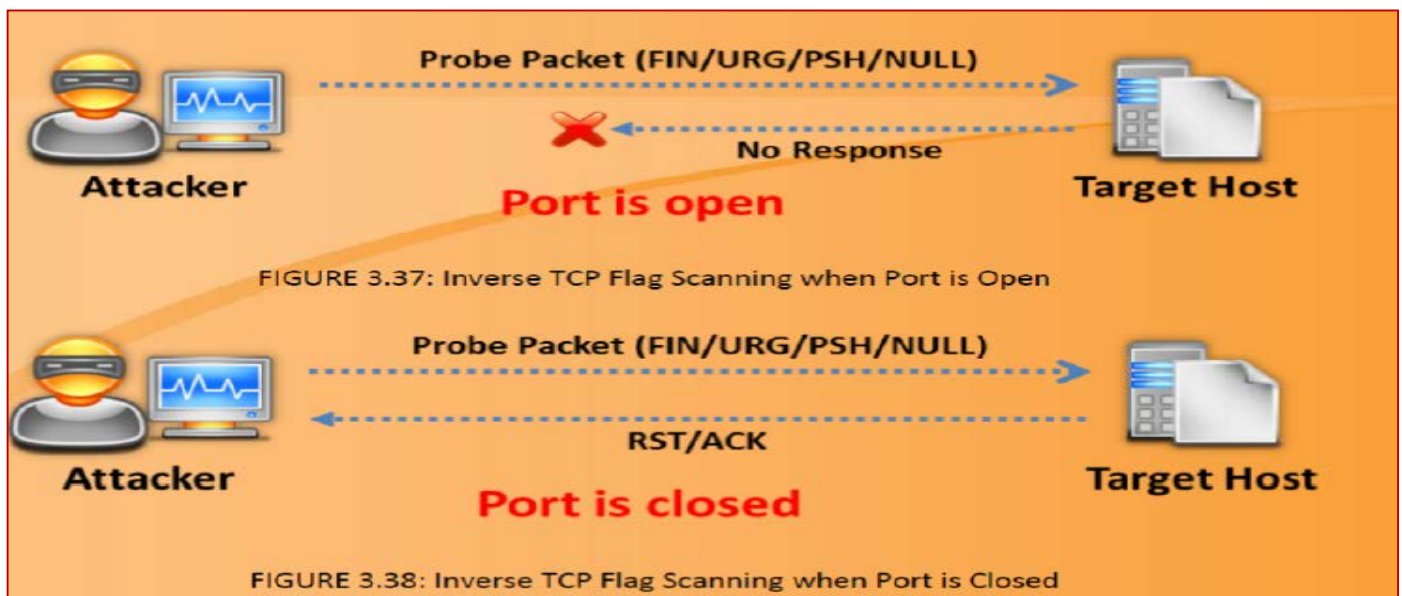 Probe Packet (FIN/URG/PSH/NULL)
No Response
Attacker
Target Host
Port is open
FIGURE 3.37: Inverse TCP Flag Scanning when Port is Open
Probe Packet (FIN/URG/PSH/NULL)
RST/ACK
Attacker
Target Host
Port is closed
FIGURE 3.38: Inverse TCP Flag Scanning when Port is Closed